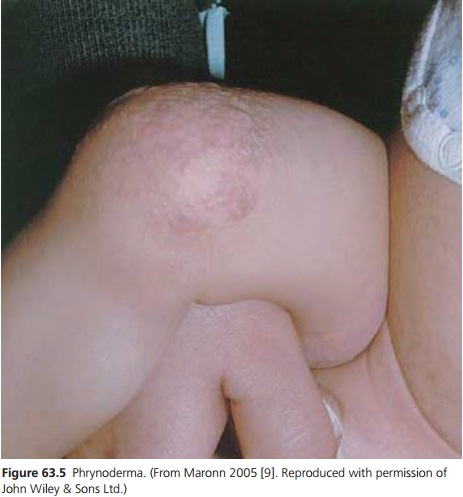 Figure 63.5 Phrynoderma. (From Maronn 2005 [9]. Reproduced with permission of
John Wiley & Sons Ltd.)